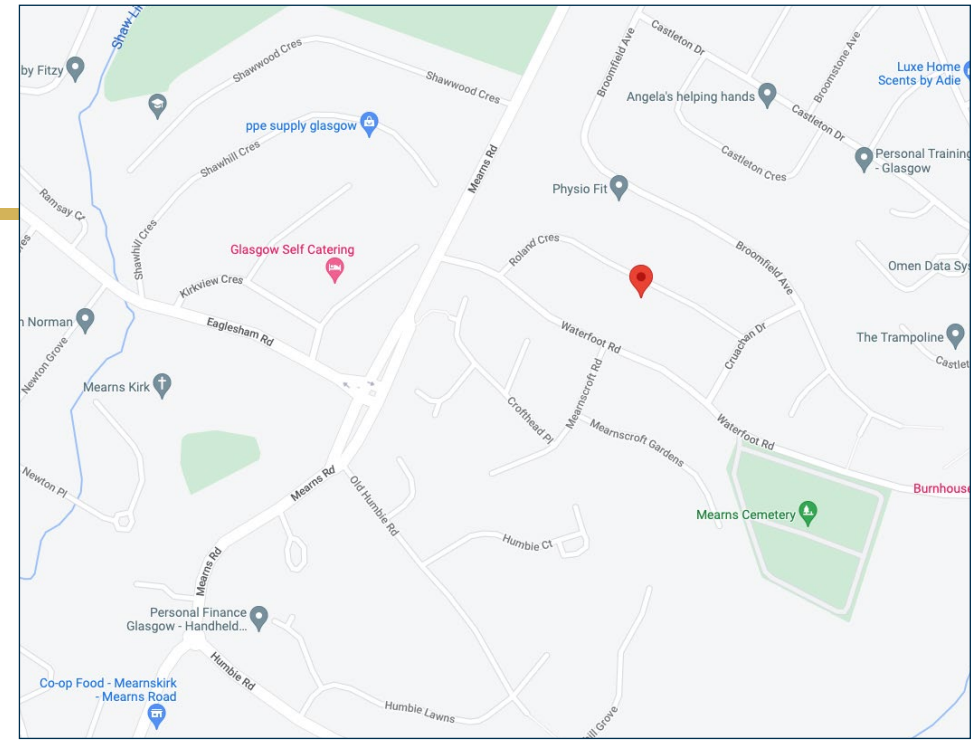 Shaw Li
Castleton Dr
Broomfield Ave
Broomstone Ave
Shawwood Cres
by Fitzy
Luxe Home
Scents by Adie
Shawwood Cres
Angela's helping hands
Castleton Dr
ppe supply glasgow
Shawhill Cres
Mearns Rd
Castleton Cres
Personal Training
- Glasgow
Physio Fit
Ramsay Cr
Shawhill Cres
Roland Cres
Glasgow Self Catering
Broomfield Ave
Omen Data Sys
Kirkview Cres
n Norman
Eaglesham Rd
Waterfoot Rd
Cruachan Dr
The Trampoline
Castlet
Newton Grove
Mearns Kirk
Mearnscroft Rd
Crofthead Pl
Mearnscroft Gardens
Waterfoot Rd
Newton Pl
Mearns Rd
Old Humbie Rd
Burnhouse
Mearns Cemetery
Humbie Ct
Mearns Rd
Personal Finance
Glasgow - Handheld...
Humbie Rd
Co-op Food - Mearnskirk
- Mearns Road
Humbie Lawns
hill Grove